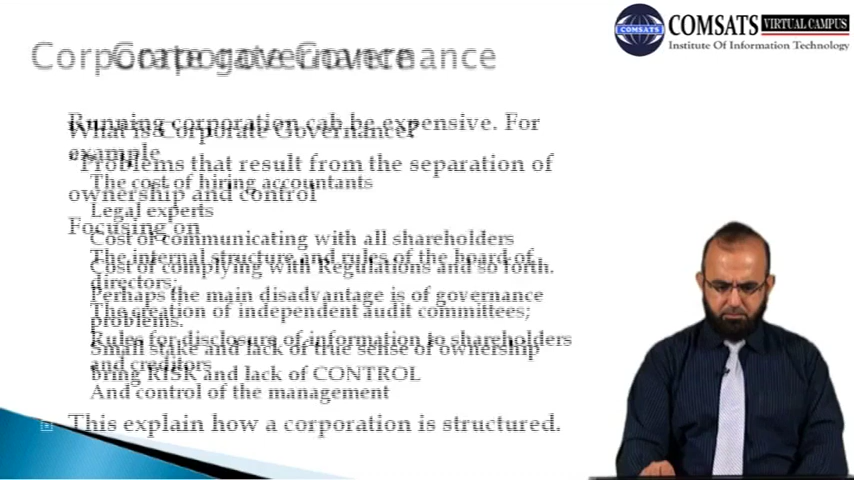 COMSATS VIRTUAL CAMPUS
Institute Of Information Technology
Corporate governance
Corporate Governance
Running corporation cab be expensive. For
What is Corporate Governance?
example
"Problems that result from the separation of
The cost of hiring accountants
ownership and control
Legal experts
Focusing on
Cost of communicating with all shareholders
The internal structure and rules of the board of
Cost of complying with Regulations and so forth.
directors;
Perhaps the main disadvantage is of governance
The creation of independent audit committees;
problems.
Rules for disclosure of information to shareholders
Small stake and lack of true sense of ownership
and creditors
bring RISK and lack of CONTROL
And control of the management
This explain how a corporation is structured.